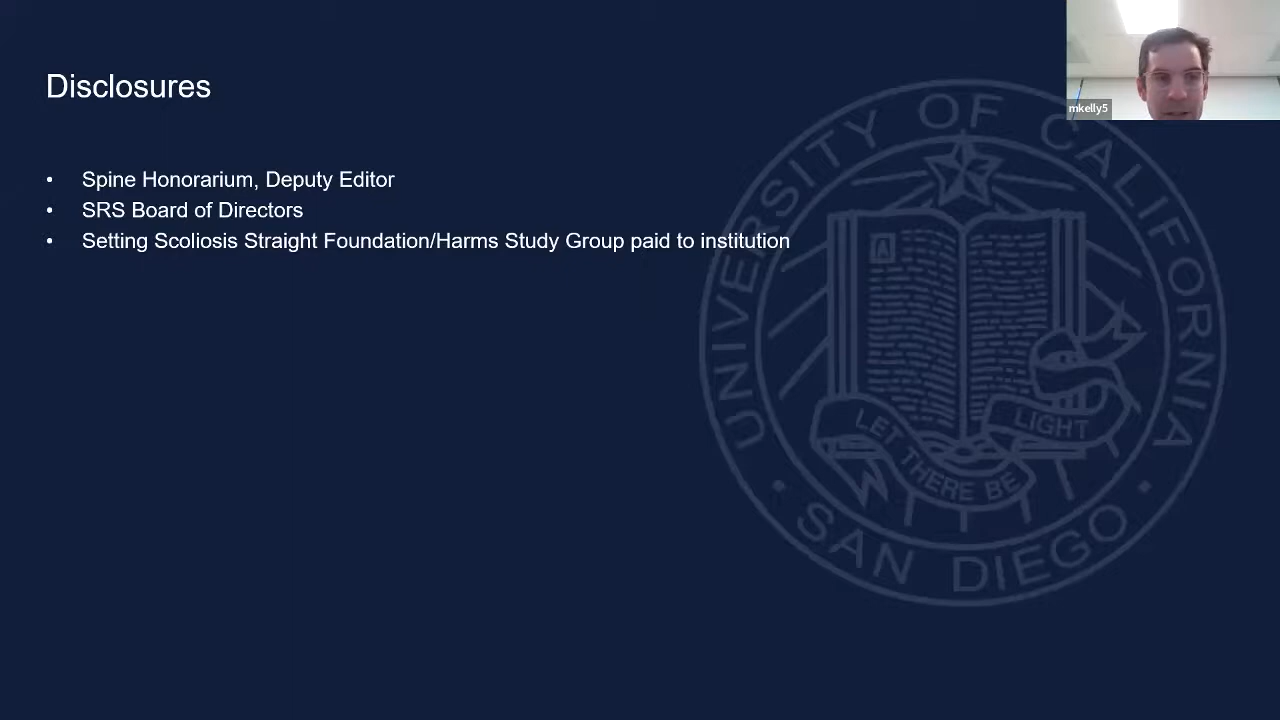 Disclosures
mkelly5
• Spine Honorarium, Deputy Editor
• SRS Board of Directors
• Setting Scoliosis Straight Foundation/Harms Study Group paid to institution
UNIVERSITY OF CALIFORNIA
A
LET THERE BE LIGHT
• SAN DIEGO •